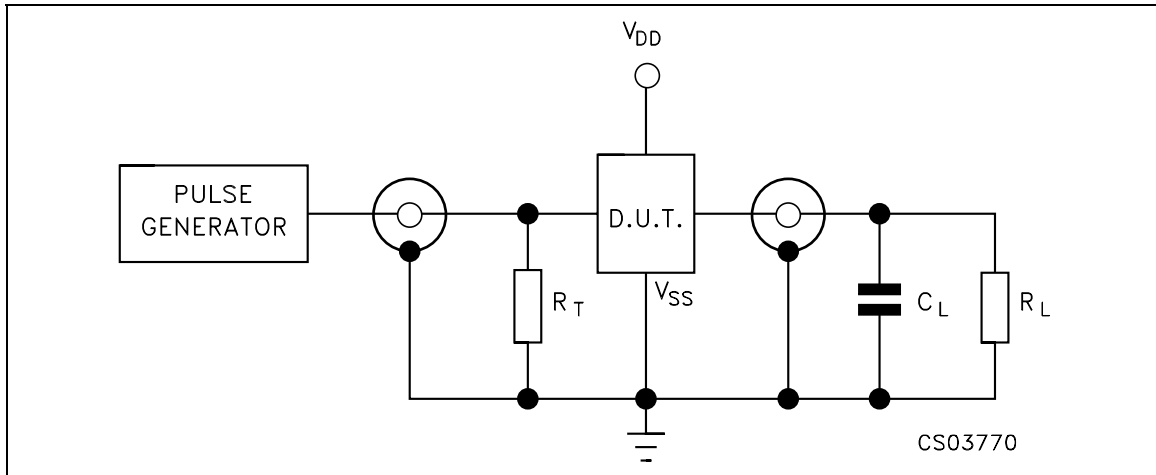 VDD
PULSE
GENERATOR
D.U.T.
VSS
RT
CL
RL
CS03770